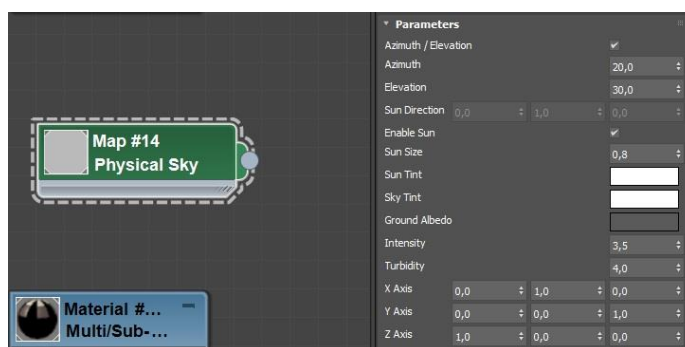 Map #14
Physical Sky
Material #...
Multi/Sub-...
Parameters
Azimuth / Elevation
Azimuth 20,0
Elevation 30,0
Sun Direction 0,0 1,0 0,0
Enable Sun
Sun Size 0,8
Sun Tint
Sky Tint
Ground Albedo
Intensity 3,5
Turbidity 4,0
X Axis 0,0 1,0 0,0
Y Axis 0,0 0,0 1,0
Z Axis 1,0 0,0 0,0